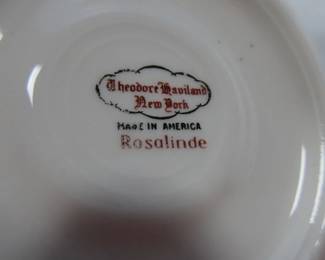 Theodore Haviland
New York
MADE IN AMERICA
Rosalinde